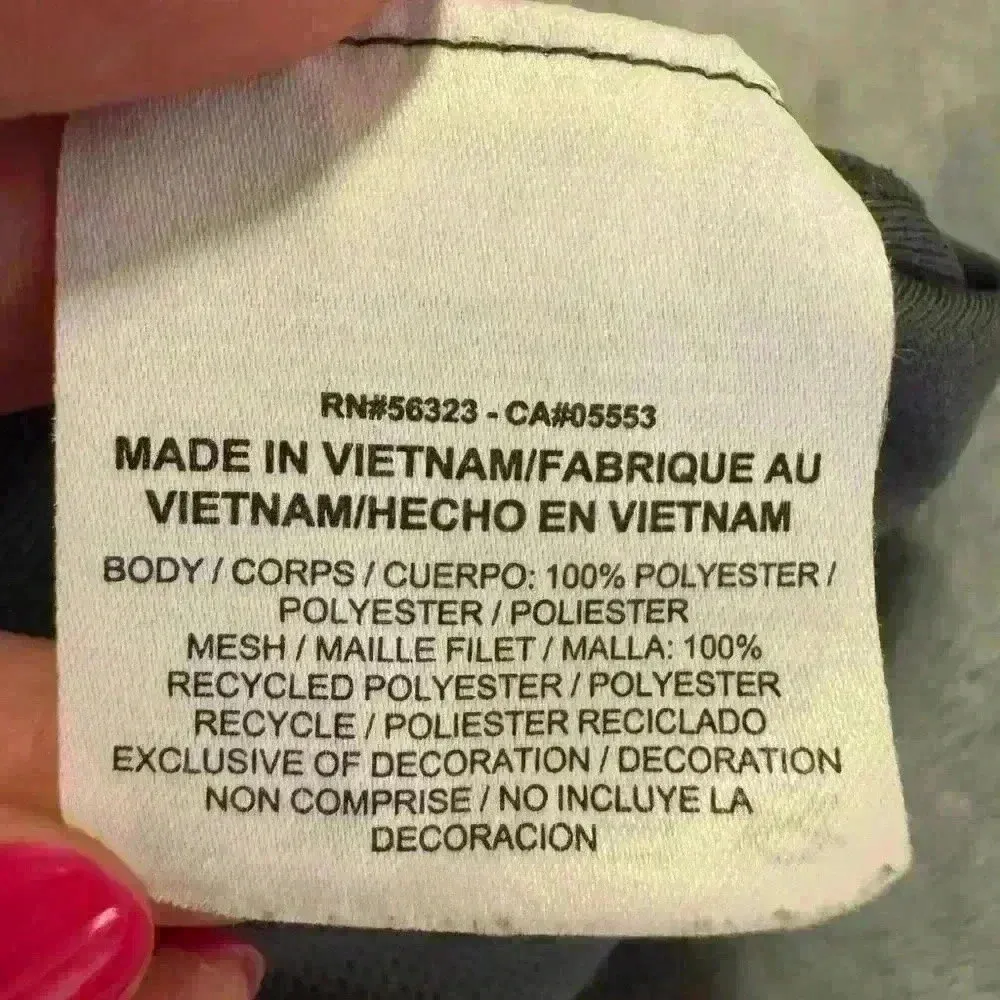 RN#56323 - CA#05553
MADE IN VIETNAM/FABRIQUE AU
VIETNAM/HECHO EN VIETNAM
BODY / CORPS / CUERPO: 100% POLYESTER /
POLYESTER / POLIESTER
MESH / MAILLE FILET / MALLA: 100%
RECYCLED POLYESTER / POLYESTER
RECYCLE / POLIESTER RECICLADO
EXCLUSIVE OF DECORATION / DECORATION
NON COMPRISE / NO INCLUYE LA
DECORACION